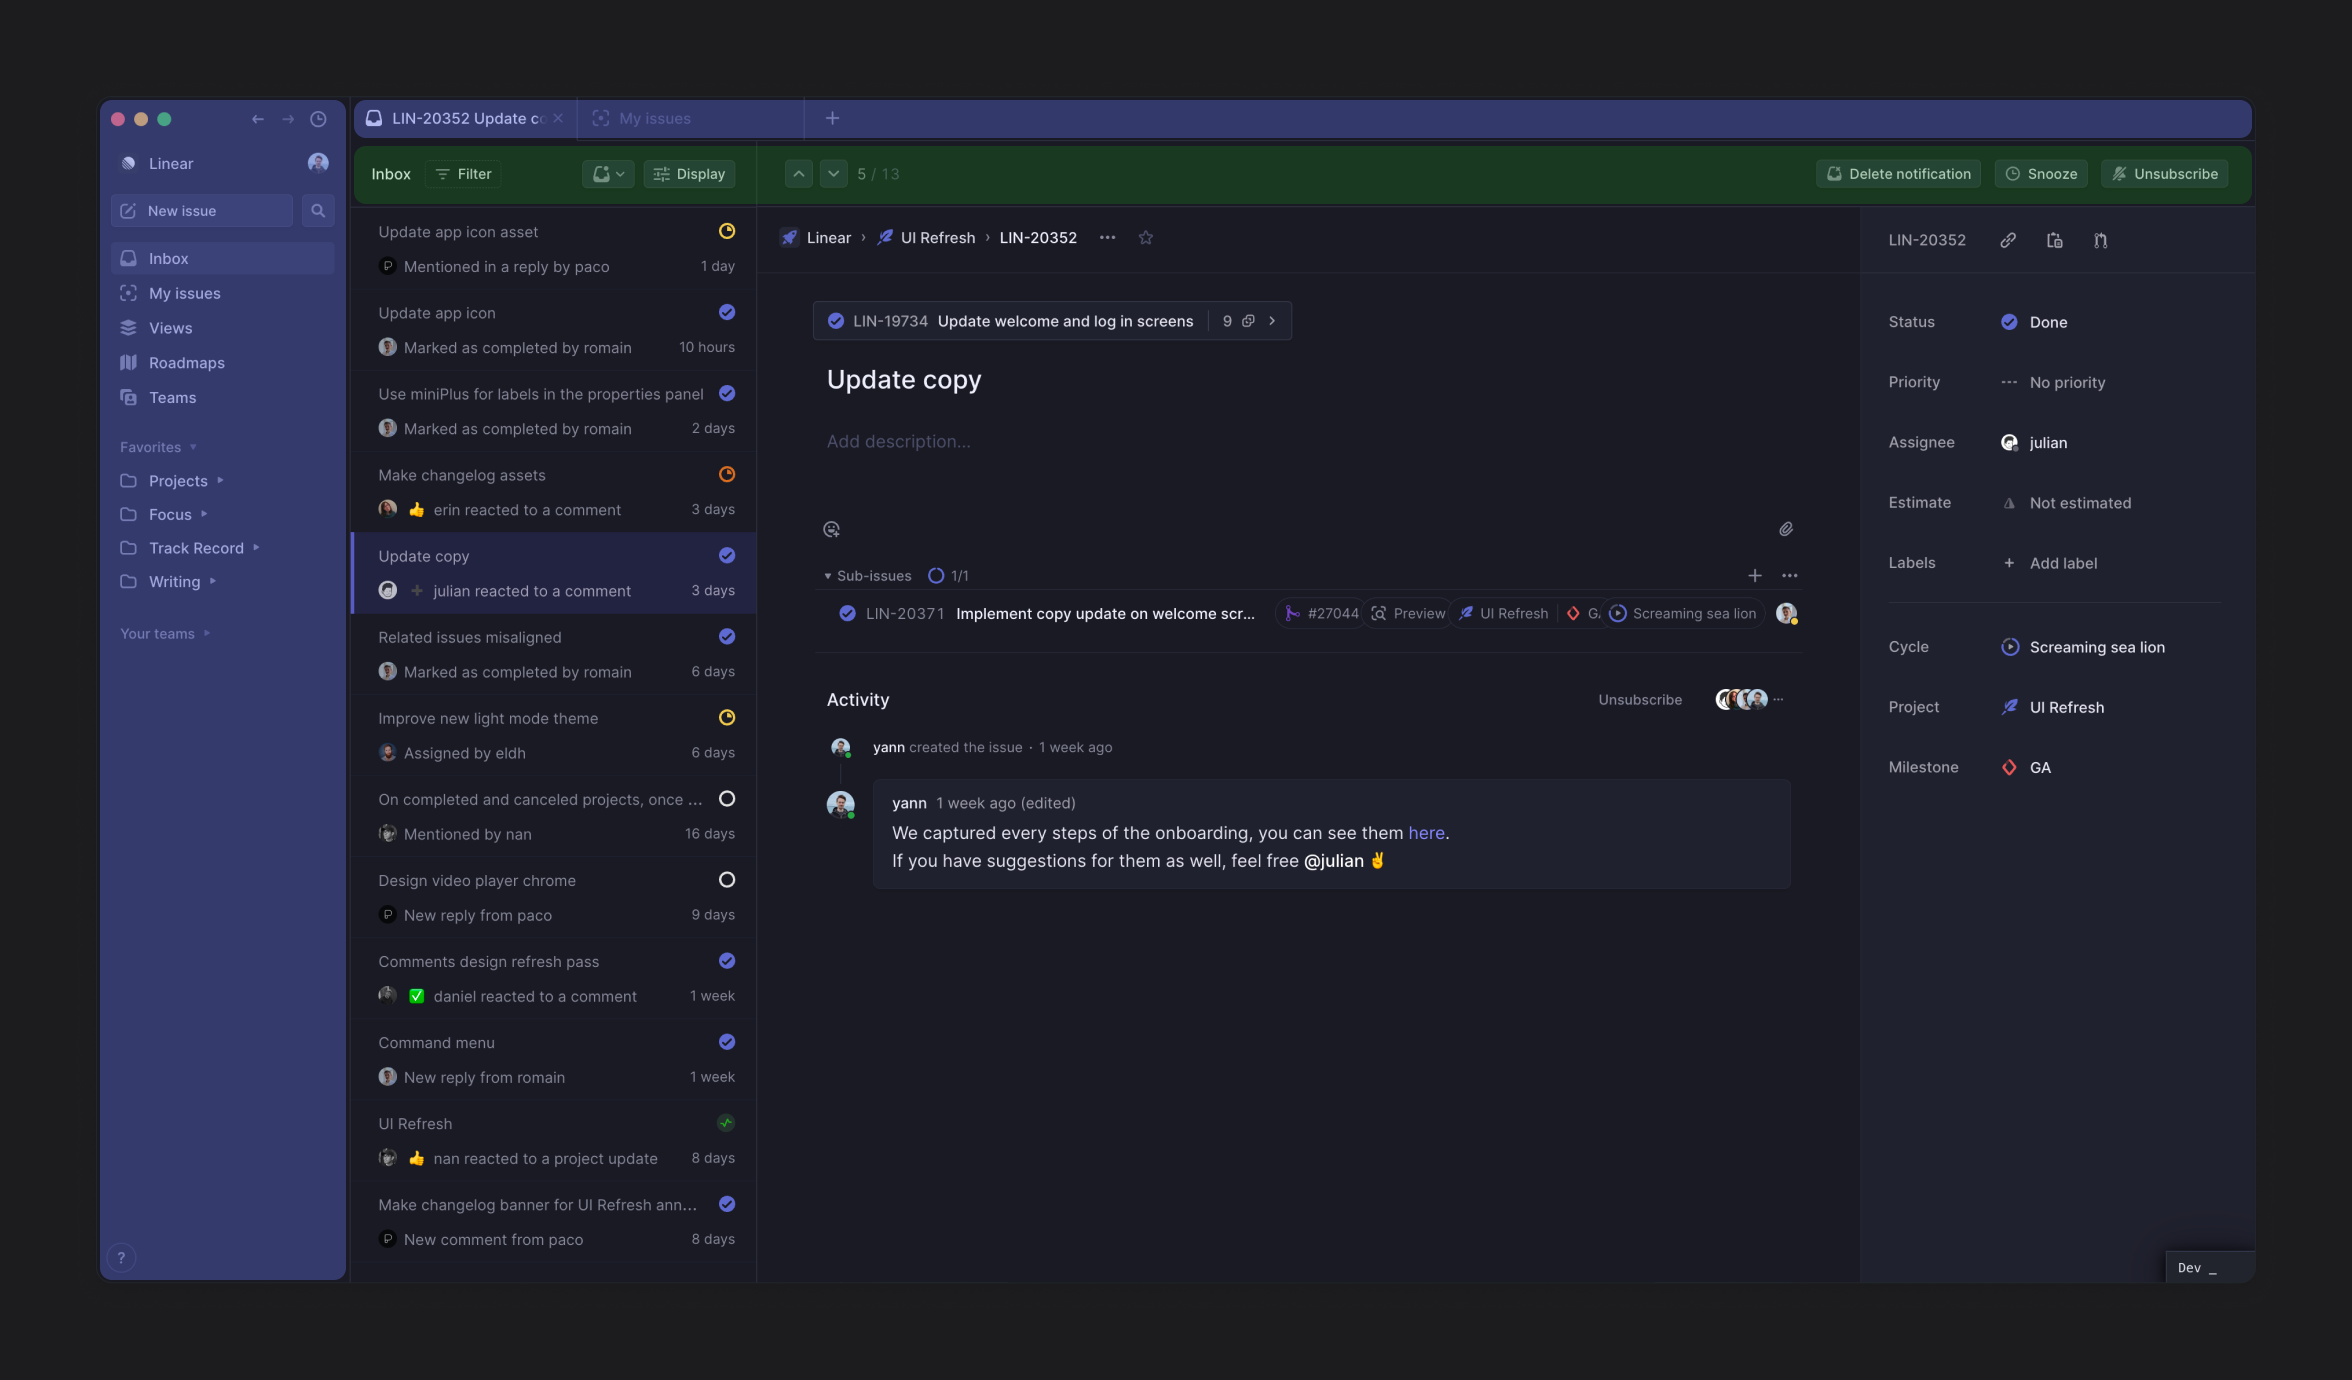 Linear
New issue
Inbox
My issues
Views
Roadmaps
Teams
Favorites
Projects
Focus
Track Record
Writing
Your teams
?
LIN-20352 Update c
My issues
Inbox
Filter
Display
5 / 13
Delete notification
Snooze
Unsubscribe
Update app icon asset
Mentioned in a reply by paco 1 day
Update app icon
Marked as completed by romain 10 hours
Use miniPlus for labels in the properties panel
Marked as completed by romain 2 days
Make changelog assets
👍 erin reacted to a comment 3 days
Update copy
➕ julian reacted to a comment 3 days
Related issues misaligned
Marked as completed by romain 6 days
Improve new light mode theme
Assigned by eldh 6 days
On completed and canceled projects, once ...
Mentioned by nan 16 days
Design video player chrome
New reply from paco 9 days
Comments design refresh pass
✅ daniel reacted to a comment 1 week
Command menu
New reply from romain 1 week
UI Refresh
👍 nan reacted to a project update 8 days
Make changelog banner for UI Refresh ann...
New comment from paco 8 days
Linear › UI Refresh › LIN-20352
LIN-19734 Update welcome and log in screens 9
Update copy
Add description...
Sub-issues 1/1
LIN-20371 Implement copy update on welcome scr... #27044 Preview UI Refresh G Screaming sea lion
Activity
Unsubscribe
yann created the issue · 1 week ago
yann 1 week ago (edited)
We captured every steps of the onboarding, you can see them here.
If you have suggestions for them as well, feel free @julian ✌
LIN-20352
Status Done
Priority No priority
Assignee julian
Estimate Not estimated
Labels + Add label
Cycle Screaming sea lion
Project UI Refresh
Milestone GA
Dev _